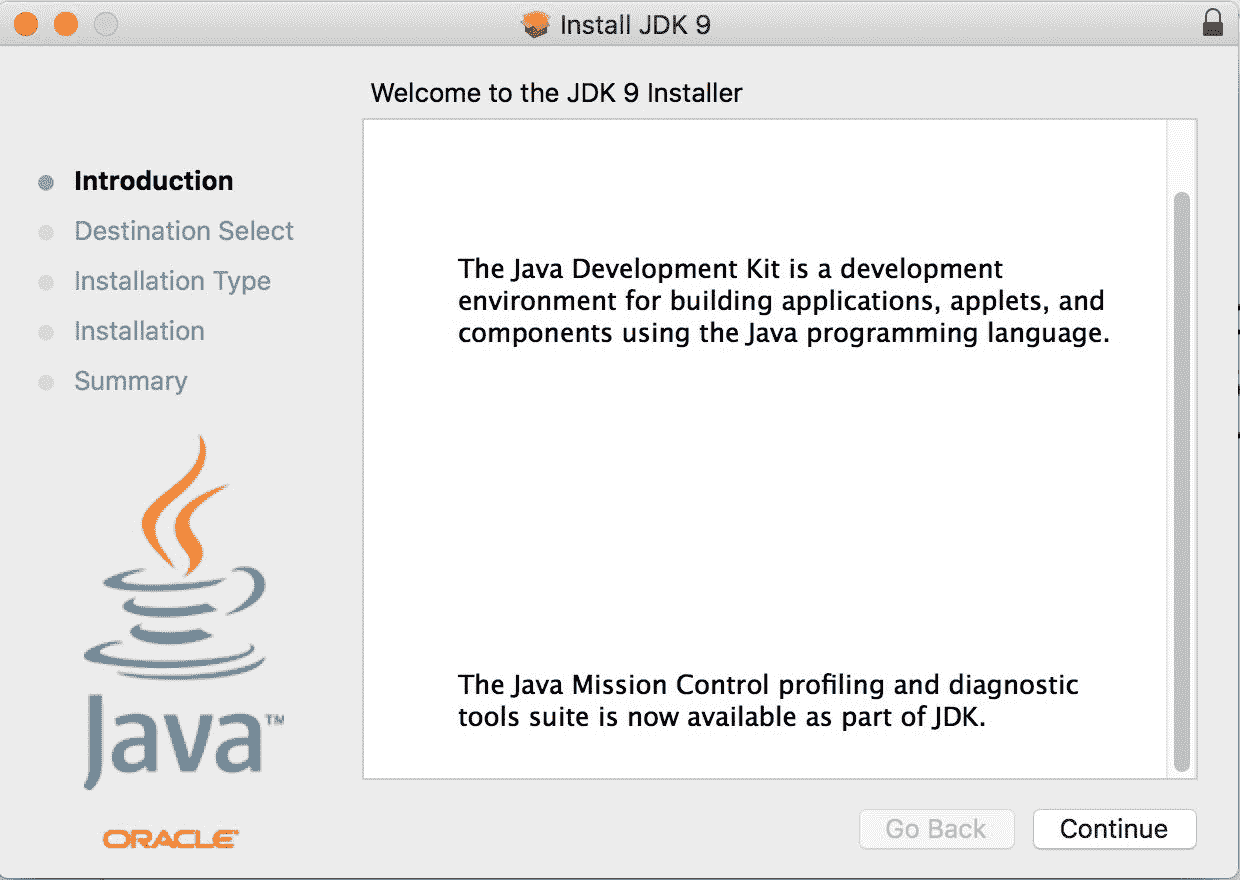 Install JDK 9
Welcome to the JDK 9 Installer
Introduction
Destination Select
Installation Type
Installation
Summary
The Java Development Kit is a development
environment for building applications, applets, and
components using the Java programming language.
The Java Mission Control profiling and diagnostic
tools suite is now available as part of JDK.
Java™
ORACLE
Go Back
Continue